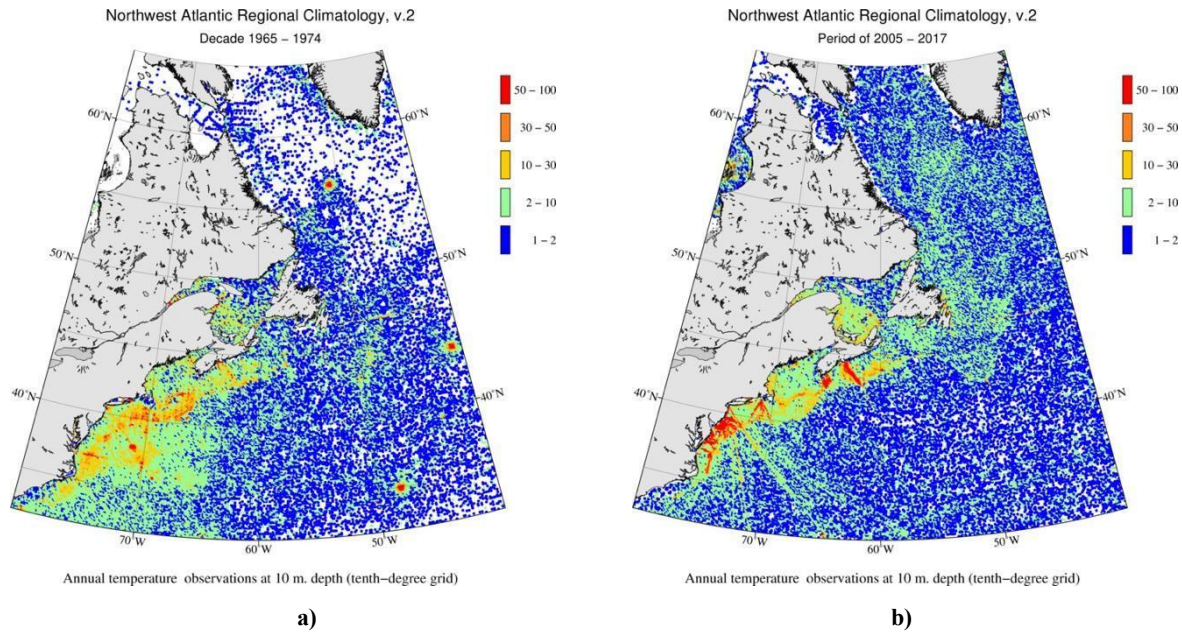 Northwest Atlantic Regional Climatology, v.2
Decade 1965 − 1974
60°N
50°N
40°N
60°N
50°N
40°N
70°W
60°W
50°W
50 − 100
30 − 50
10 − 30
2 − 10
1 − 2
Annual temperature observations at 10 m. depth (tenth−degree grid)
a)
Northwest Atlantic Regional Climatology, v.2
Period of 2005 − 2017
60°N
50°N
40°N
60°N
50°N
40°N
70°W
60°W
50°W
50 − 100
30 − 50
10 − 30
2 − 10
1 − 2
Annual temperature observations at 10 m. depth (tenth−degree grid)
b)